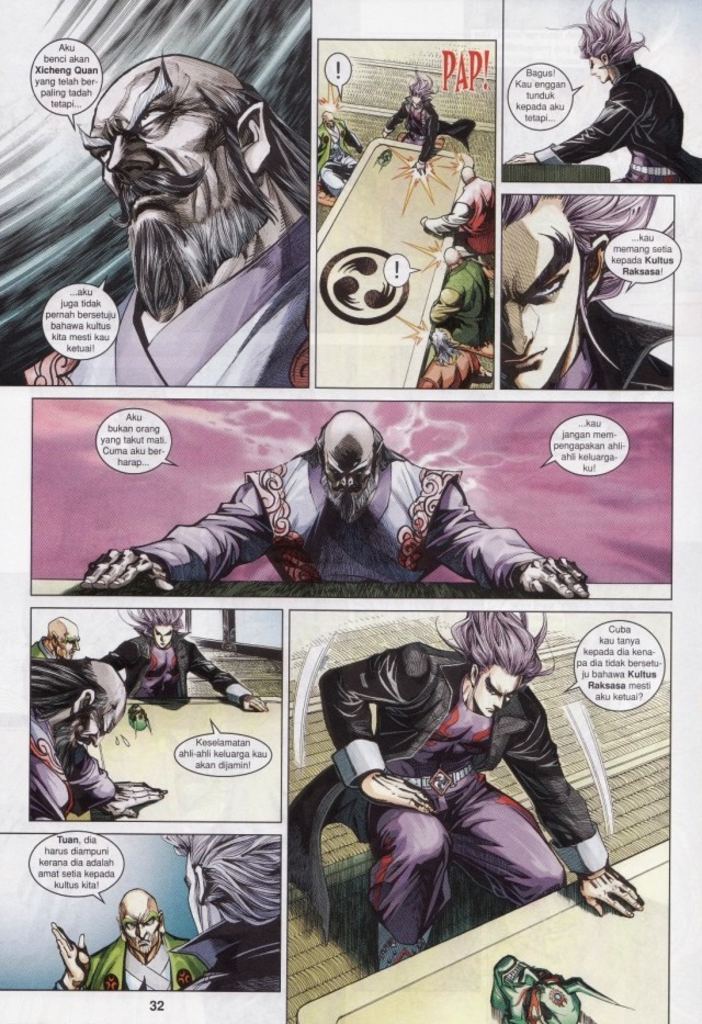 Aku
benci akan
Xicheng Quan
yang telah ber-
paling tadah
tetapi...
...aku
juga tidak
pernah bersetuju
bahawa kultus
kita mesti kau
ketuai!
!
PAP!
!
Bagus!
Kau enggan
tunduk
kepada aku
tetapi...
...kau
memang setia
kepada Kultus
Raksasa!
Aku
bukan orang
yang takut mati.
Cuma aku ber-
harap...
...kau
jangan mem-
pengapakan ahli-
ahli keluarga-
ku!
Keselamatan
ahli-ahli keluarga kau
akan dijamin!
Cuba
kau tanya
kepada dia kena-
pa dia tidak bersetu-
ju bahawa Kultus
Raksasa mesti
aku ketuai?
Tuan, dia
harus diampuni
kerana dia adalah
amat setia kepada
kultus kita!
32